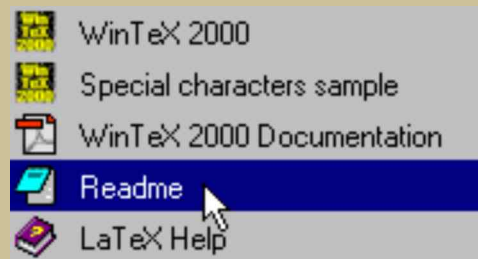 WinTeX 2000
Special characters sample
WinTeX 2000 Documentation
Readme
LaTeX Help